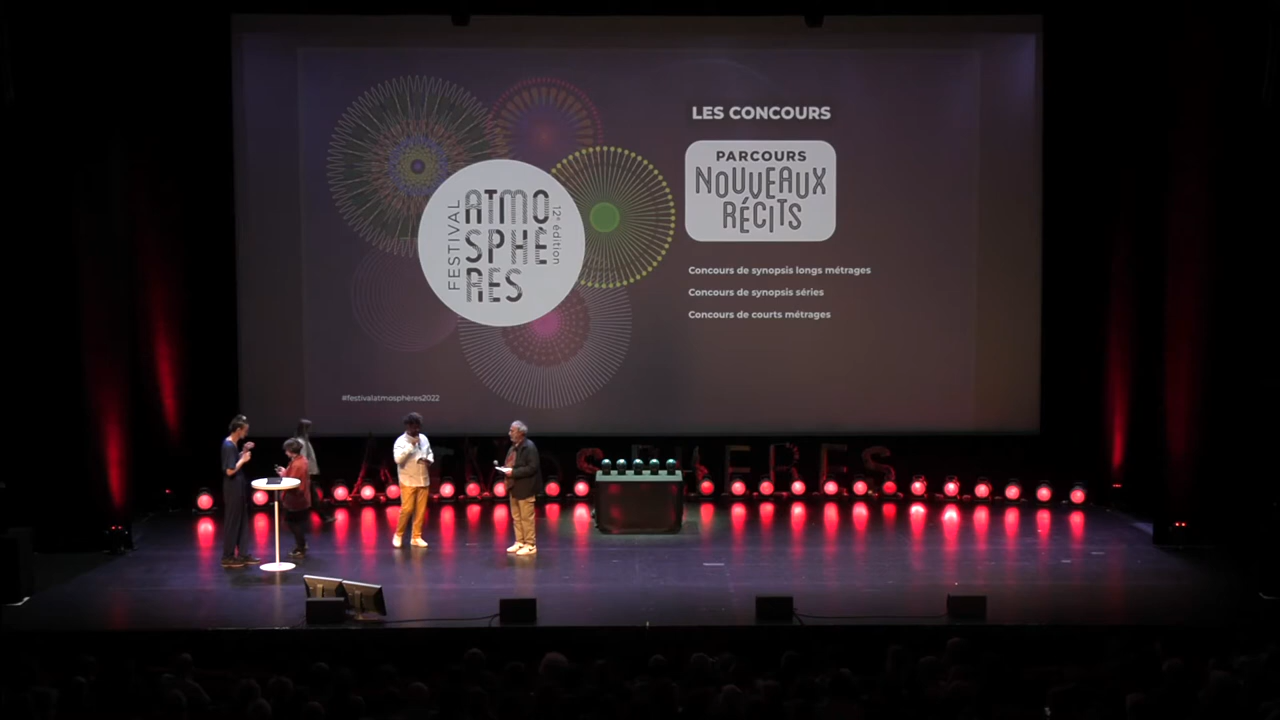 FESTIVAL
ATMO
SPHÈ
RES
12e édition
LES CONCOURS
PARCOURS
NOUVEAUX
RÉCITS
Concours de synopsis longs métrages
Concours de synopsis séries
Concours de courts métrages
#festivalatmosphères2022
ATMOSPHERES